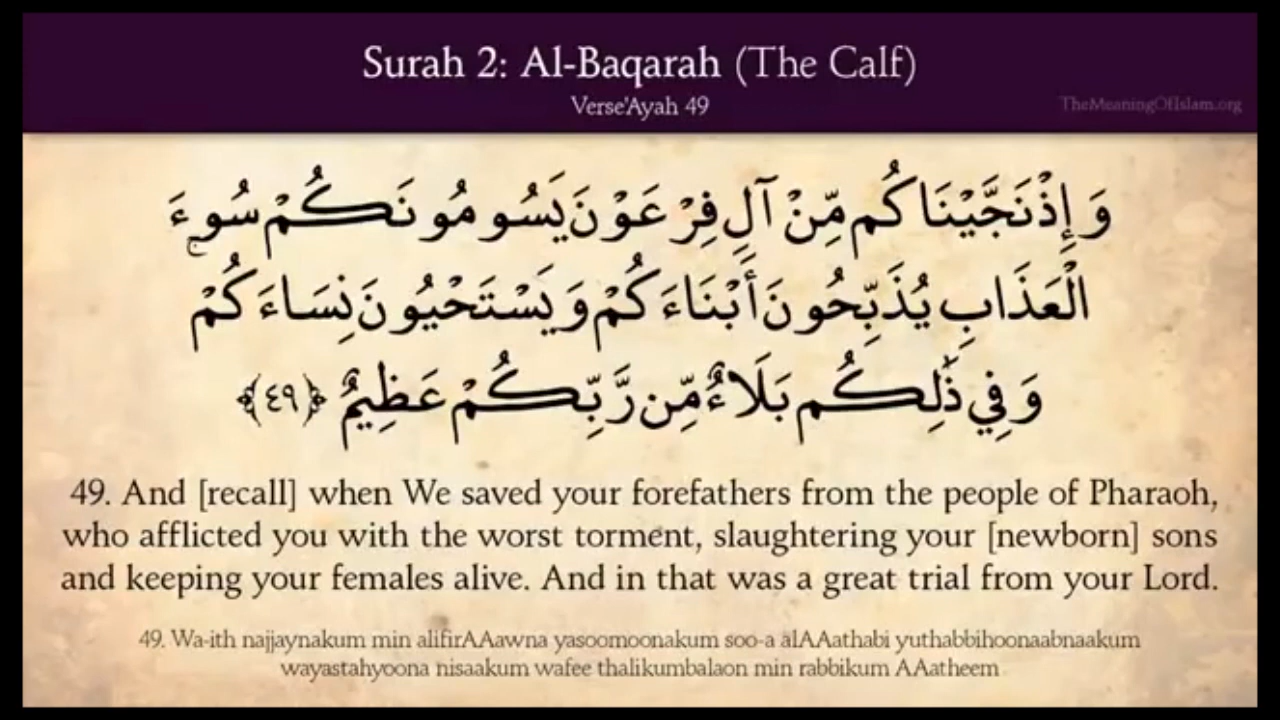 Surah 2: Al-Baqarah (The Calf)
Verse'Ayah 49
TheMeaningOfIslam.org
وَإِذْ نَجَّيْنَاكُم مِّنْ آلِ فِرْعَوْنَ يَسُومُونَكُمْ سُوءَ
الْعَذَابِ يُذَبِّحُونَ أَبْنَاءَكُمْ وَيَسْتَحْيُونَ نِسَاءَكُمْ
وَفِي ذَٰلِكُم بَلَاءٌ مِّن رَّبِّكُمْ عَظِيمٌ ﴿٤٩﴾
49. And [recall] when We saved your forefathers from the people of Pharaoh,
who afflicted you with the worst torment, slaughtering your [newborn] sons
and keeping your females alive. And in that was a great trial from your Lord.
49. Wa-ith najjaynakum min alifirAAawna yasoomoonakum soo-a alAAathabi yuthabbihoonaabnaakum
wayastahyoona nisaakum wafee thalikumbalaon min rabbikum AAatheem